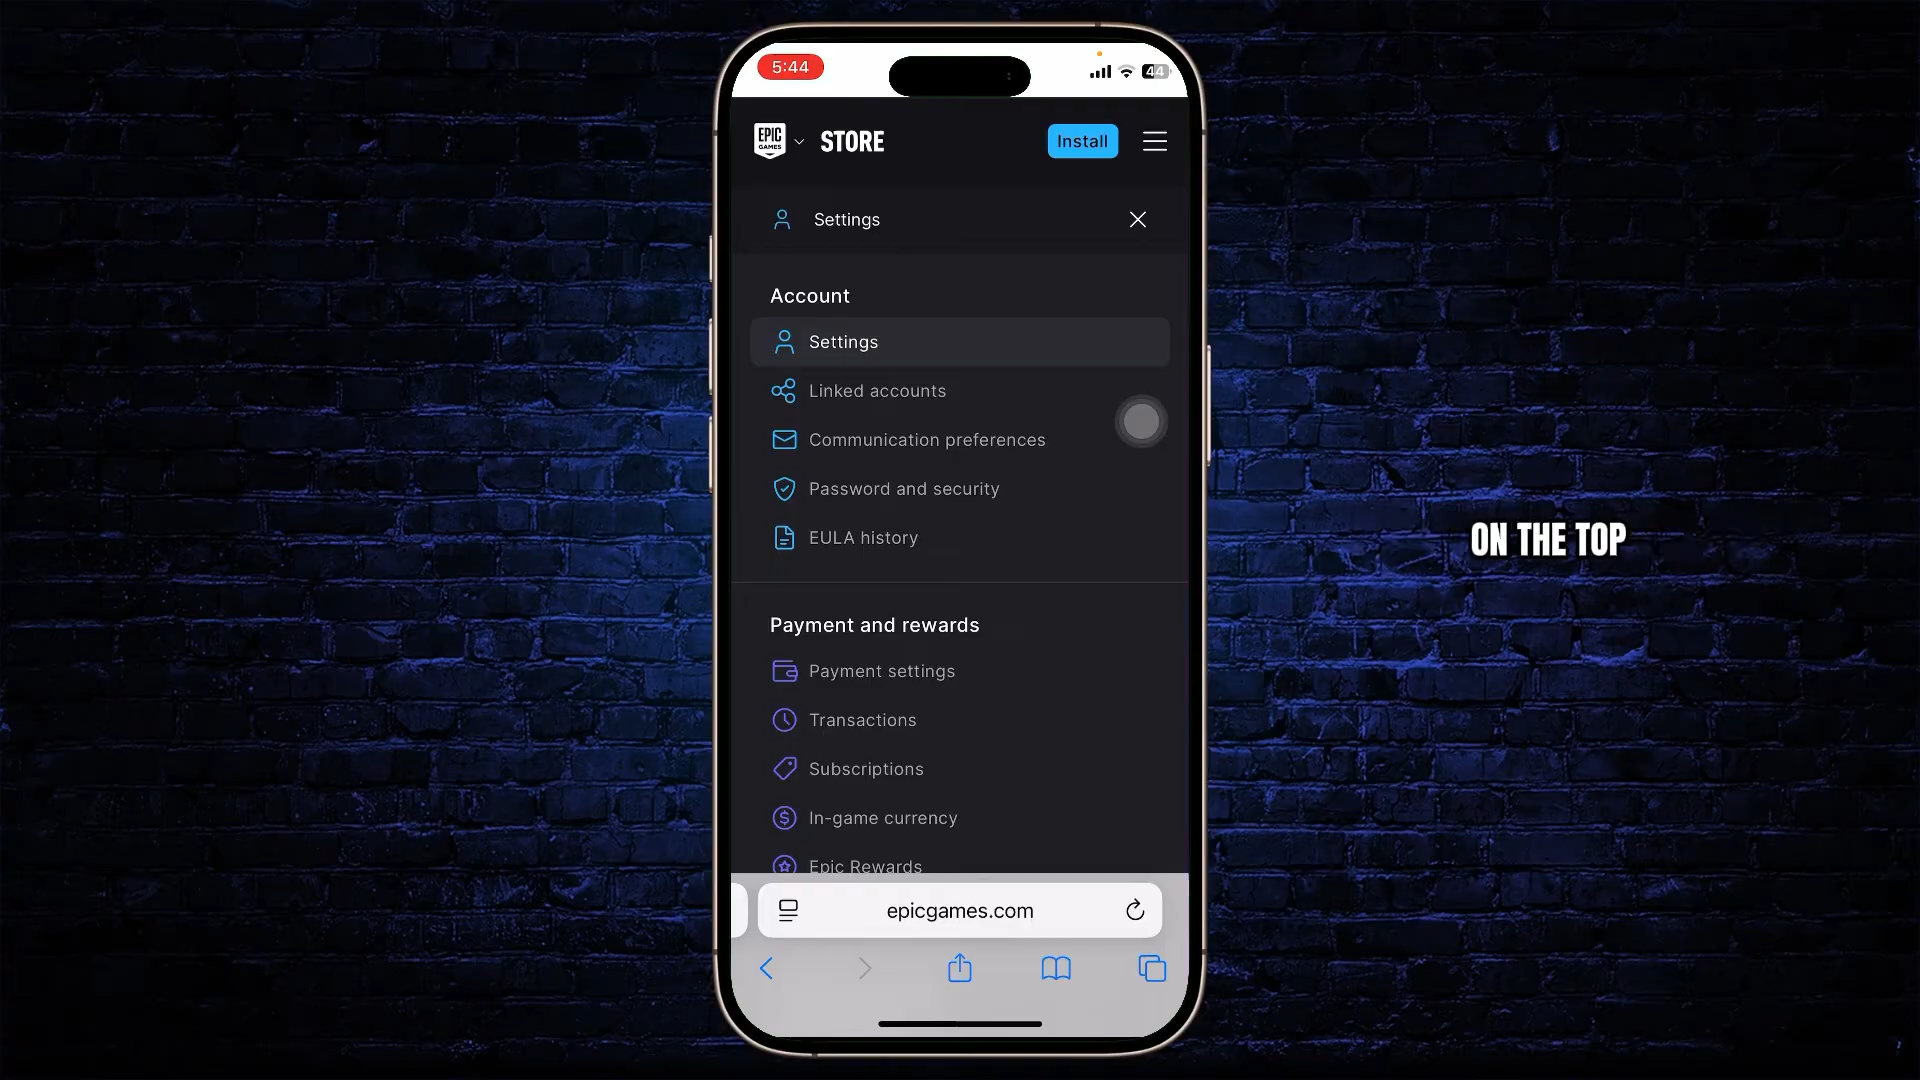 5:44
44
EPIC
GAMES
STORE
Install
Settings
Account
Settings
Linked accounts
Communication preferences
Password and security
EULA history
ON THE TOP
Payment and rewards
Payment settings
Transactions
Subscriptions
In-game currency
Epic Rewards
epicgames.com